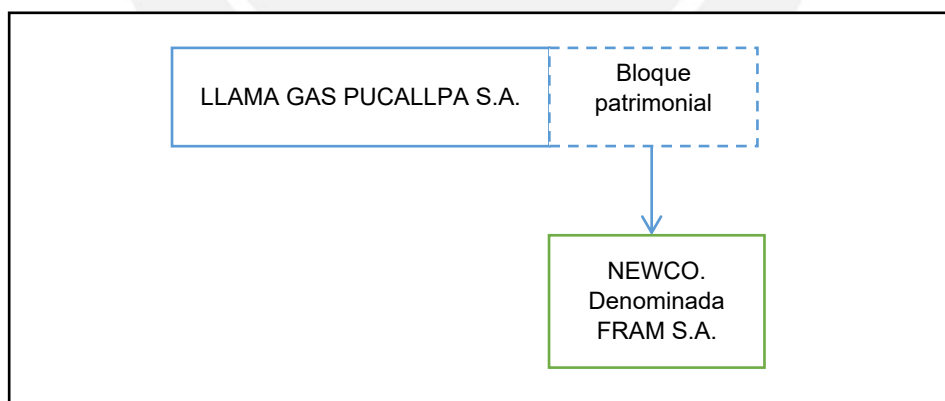 LLAMA GAS PUCALLPA S.A.
Bloque
patrimonial
NEWCO.
Denominada
FRAM S.A.